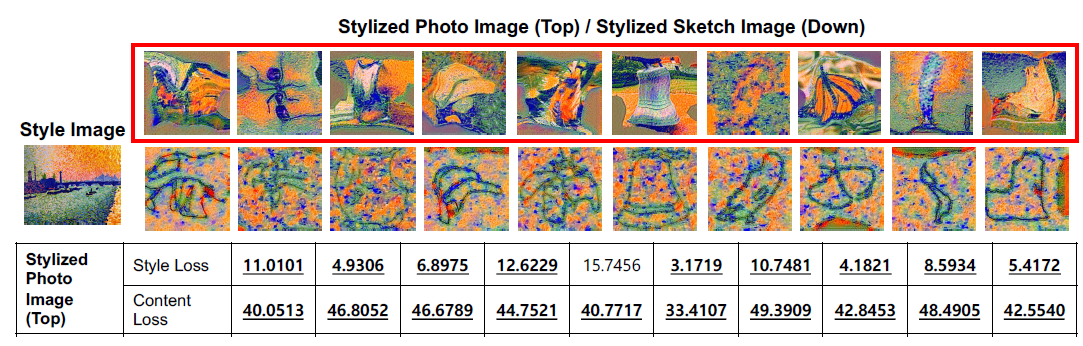 Stylized Photo Image (Top) / Stylized Sketch Image (Down)
Style Image
Stylized Photo Image (Top)
Style Loss 11.0101 4.9306 6.8975 12.6229 15.7456 3.1719 10.7481 4.1821 8.5934 5.4172
Content Loss 40.0513 46.8052 46.6789 44.7521 40.7717 33.4107 49.3909 42.8453 48.4905 42.5540